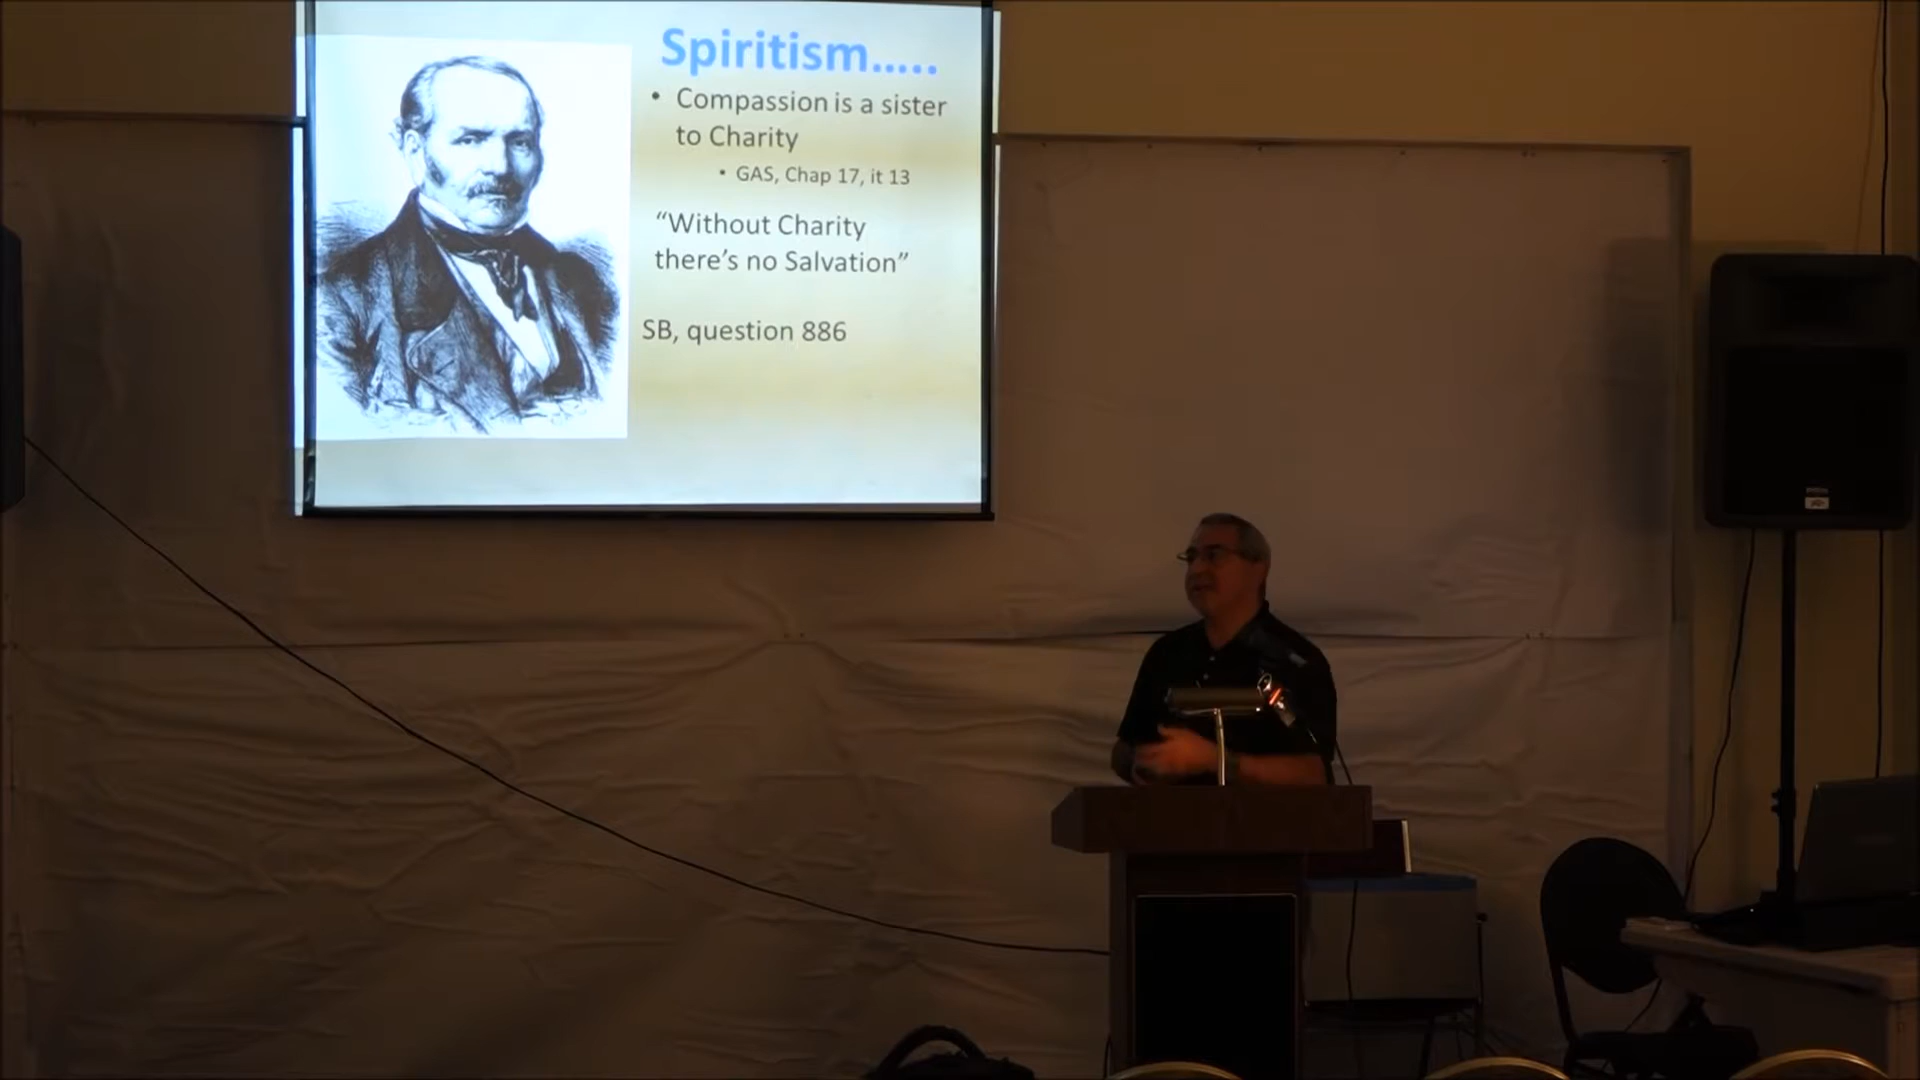 Spiritism.....
• Compassion is a sister
to Charity
• GAS, Chap 17, it 13
“Without Charity
there’s no Salvation”
SB, question 886